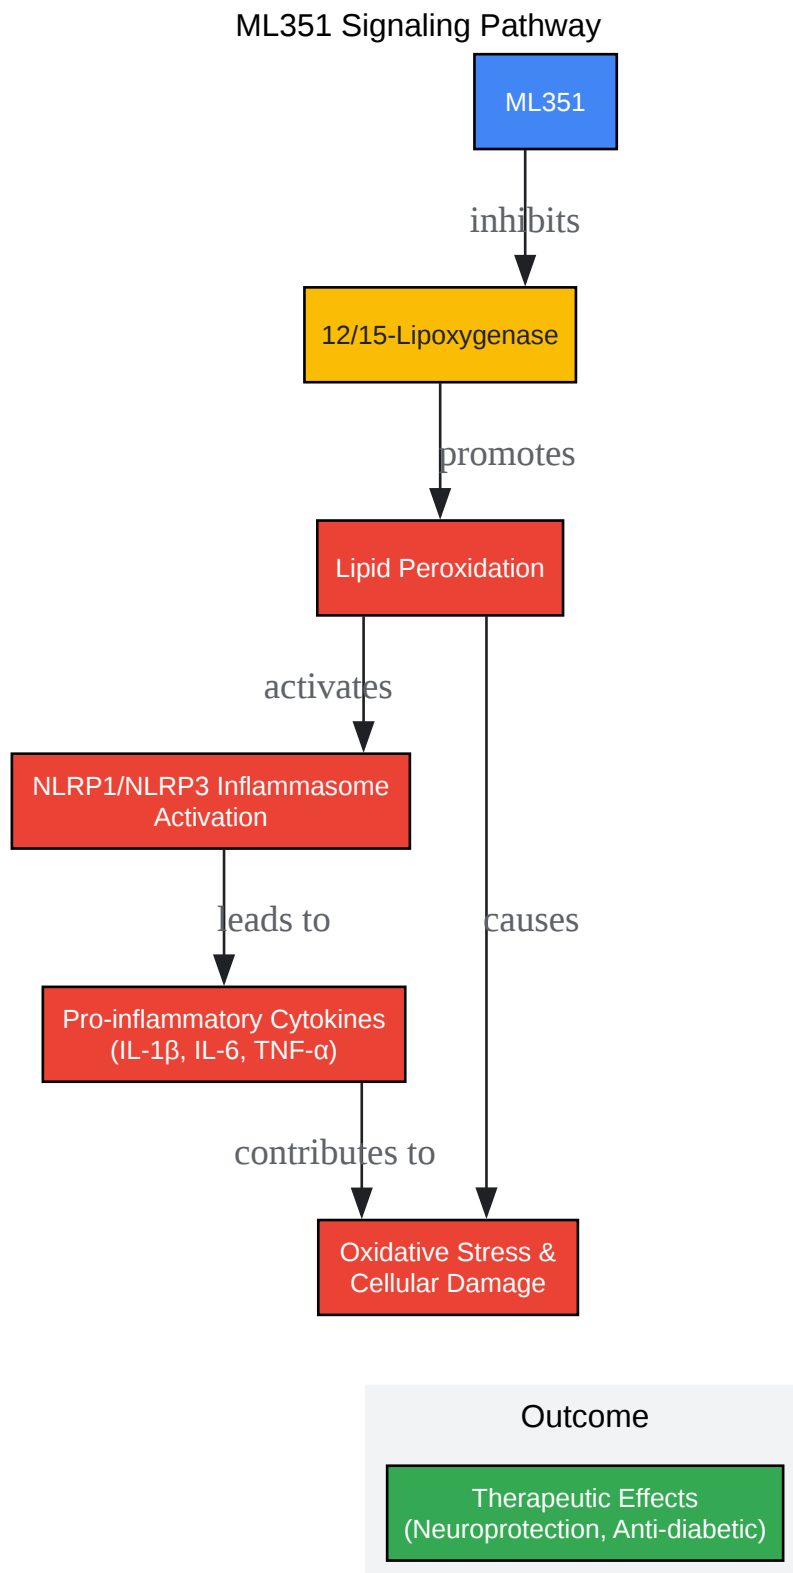 ML351 Signaling Pathway
ML351
inhibits
12/15-Lipoxygenase
promotes
Lipid Peroxidation
activates
NLRP1/NLRP3 Inflammasome
Activation
leads to
causes
Pro-inflammatory Cytokines
(IL-1β, IL-6, TNF-α)
contributes to
Oxidative Stress &
Cellular Damage
Outcome
Therapeutic Effects
(Neuroprotection, Anti-diabetic)